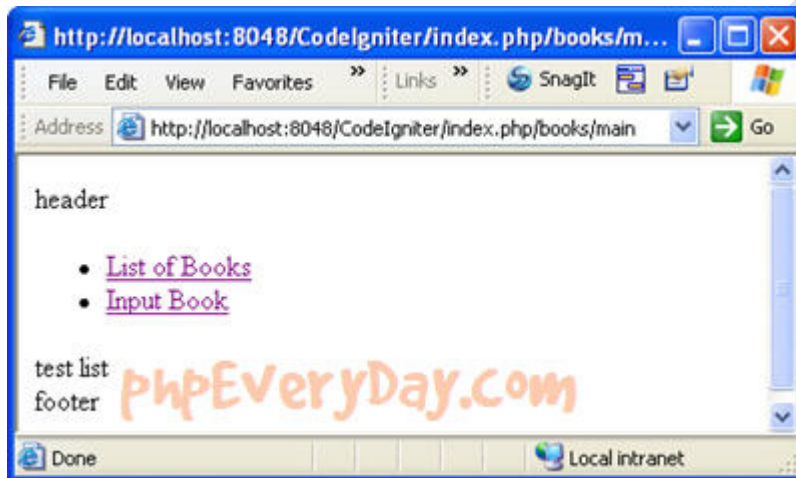 http://localhost:8048/CodeIgniter/index.php/books/m...
File Edit View Favorites » Links » SnagIt
Address http://localhost:8048/CodeIgniter/index.php/books/main Go
header
• List of Books
• Input Book
test list
footer
phpEveryDay.com
Done Local intranet